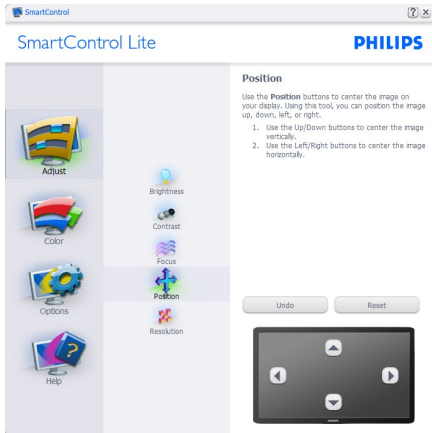 SmartControl
? ×
SmartControl Lite
PHILIPS
Adjust
Color
Options
Help
Brightness
Contrast
Focus
Position
Resolution
Position
Use the Position buttons to center the image on
your display. Using this tool, you can position the image
up, down, left, or right.
1. Use the Up/Down buttons to center the image
vertically.
2. Use the Left/Right buttons to center the image
horizontally.
Undo
Reset
PHILIPS